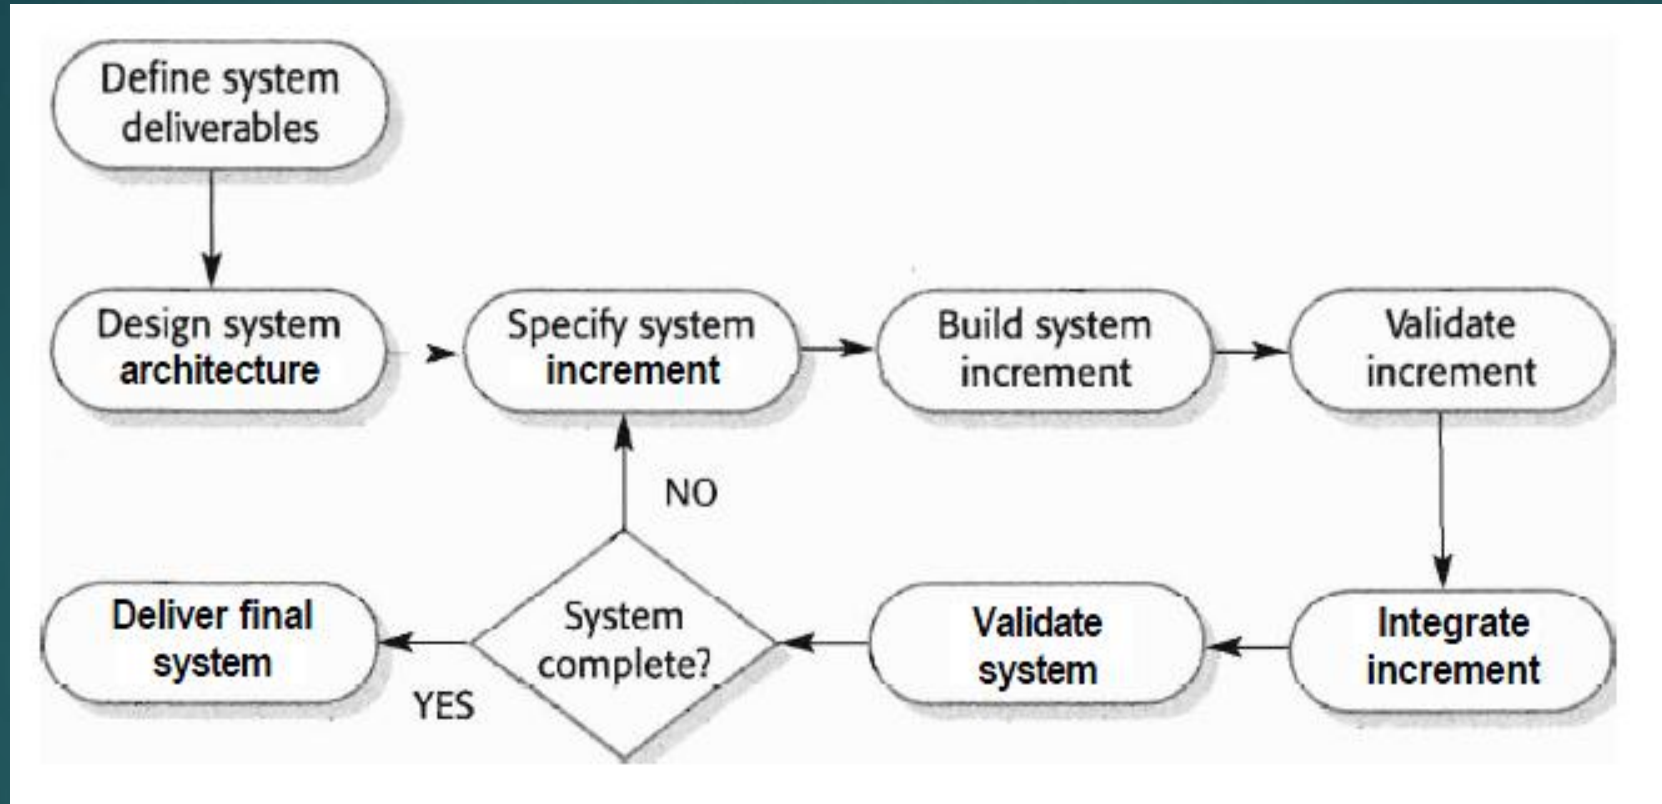 Define system
deliverables
Design system
architecture
Specify system
increment
Build system
increment
Validate
increment
NO
Deliver final
system
YES
System
complete?
Validate
system
Integrate
increment